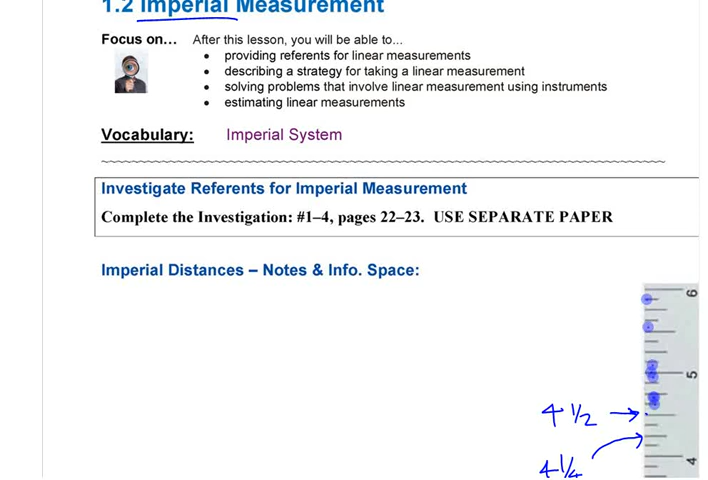 1.2 Imperial Measurement
Focus on... After this lesson, you will be able to...
• providing referents for linear measurements
• describing a strategy for taking a linear measurement
• solving problems that involve linear measurement using instruments
• estimating linear measurements
Vocabulary: Imperial System
Investigate Referents for Imperial Measurement
Complete the Investigation: #1–4, pages 22–23. USE SEPARATE PAPER
Imperial Distances – Notes & Info. Space:
6
5
4 1/2
4 1/4
4